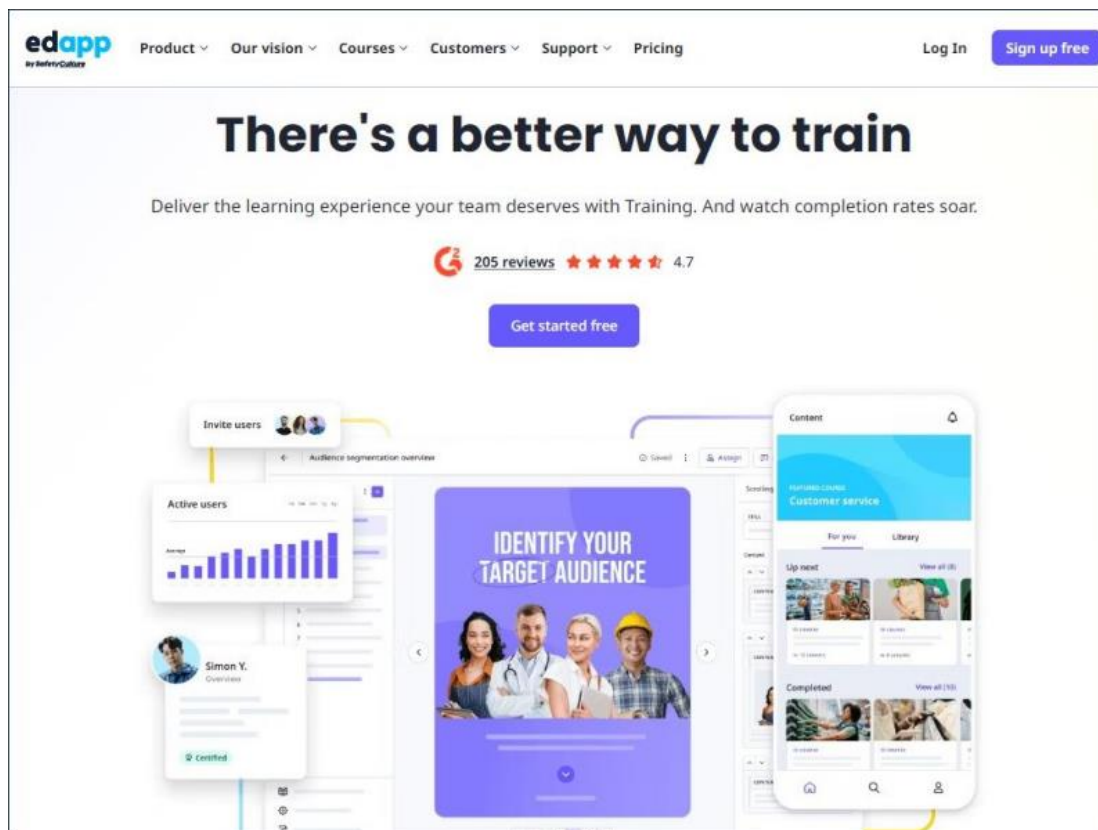 edapp
by SafetyCulture
Product
Our vision
Courses
Customers
Support
Pricing
Log In
Sign up free
There's a better way to train
Deliver the learning experience your team deserves with Training. And watch completion rates soar.
205 reviews
4.7
Get started free
Invite users
Audience segmentation overview
Saved
Assign
Content
FEATURED COURSE
Customer service
Active users
Average
IDENTIFY YOUR
TARGET AUDIENCE
For you
Library
Up next
View all (8)
Simon Y.
Overview
Certified
Completed
View all (10)